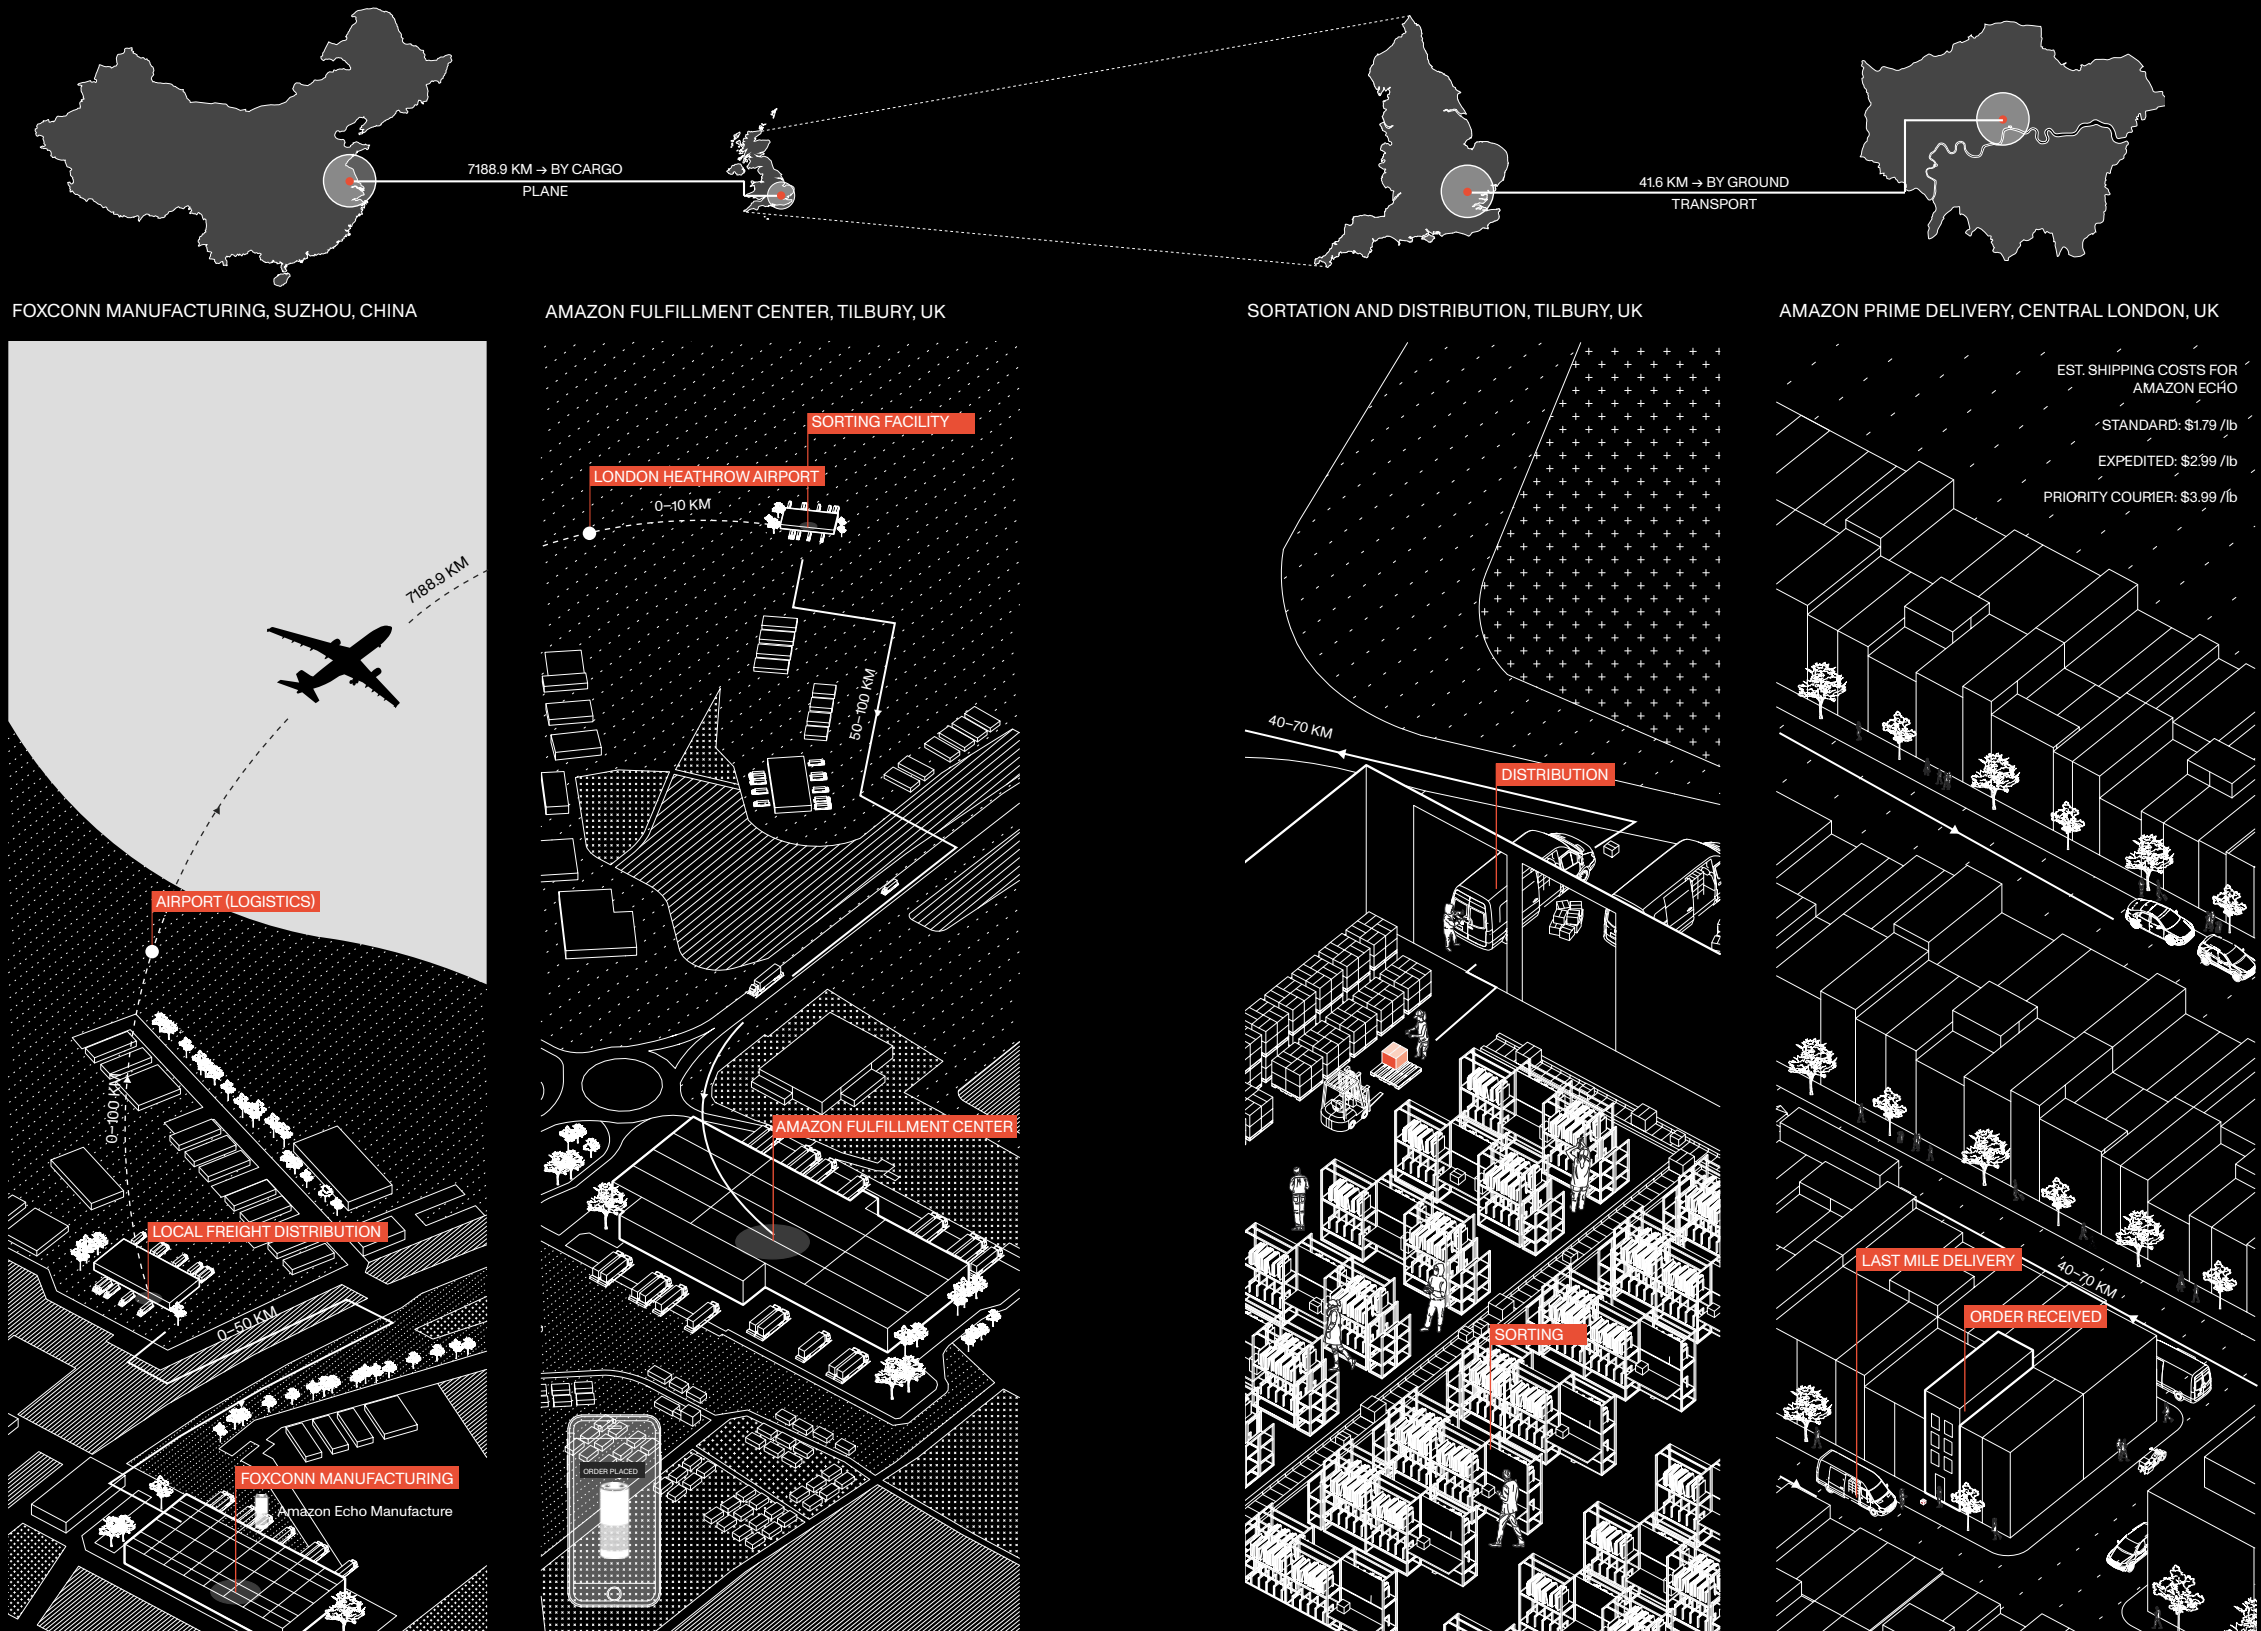 7188.9 KM → BY CARGO
PLANE
41.6 KM → BY GROUND
TRANSPORT
FOXCONN MANUFACTURING, SUZHOU, CHINA
7188.9 KM
AIRPORT (LOGISTICS)
0–100 KM
LOCAL FREIGHT DISTRIBUTION
0–50 KM
FOXCONN MANUFACTURING
Amazon Echo Manufacture
AMAZON FULFILLMENT CENTER, TILBURY, UK
SORTING FACILITY
LONDON HEATHROW AIRPORT
0–10 KM
50–100 KM
AMAZON FULFILLMENT CENTER
ORDER PLACED
SORTATION AND DISTRIBUTION, TILBURY, UK
40–70 KM
DISTRIBUTION
SORTING
AMAZON PRIME DELIVERY, CENTRAL LONDON, UK
EST. SHIPPING COSTS FOR
AMAZON ECHO
STANDARD: $1.79 /lb
EXPEDITED: $2.99 /lb
PRIORITY COURIER: $3.99 /lb
LAST MILE DELIVERY
40–70 KM
ORDER RECEIVED